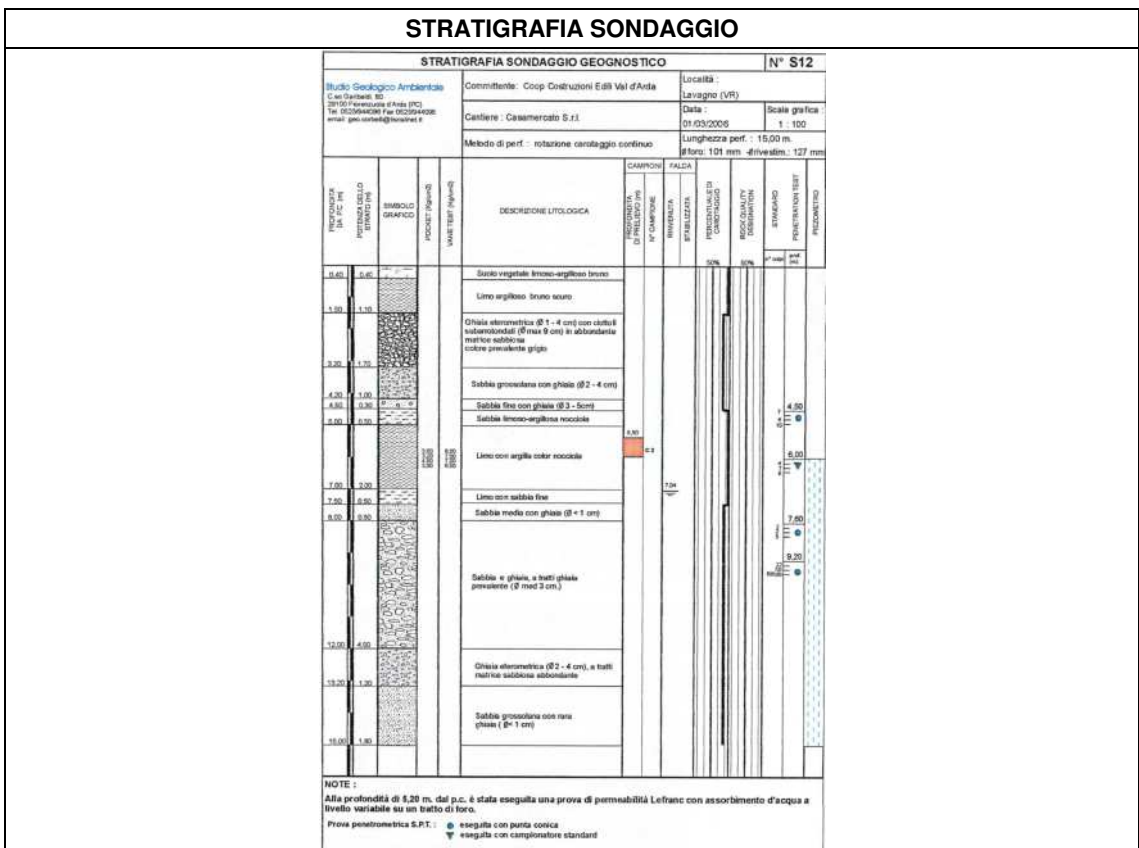 STRATIGRAFIA SONDAGGIO
STRATIGRAFIA SONDAGGIO GEOGNOSTICO
N° S12
Studio Geologico Ambientale
Committente: Coop Costruzioni Edili Val d'Arda
Località :
Lavagno (VR)
Cantiere : Casamercato S.r.l.
Data :
01/03/2006
Scale grafica :
1 : 100
Metodo di perf. : rotazione carotaggio continuo
Lunghezza perf. : 15,00 m.
Ø foro: 101 mm - Ø rivestim.: 127 mm
CAMPIONI
FALDA
PROFONDITA' DA P.C. (m)
POTENZA DELLO STRATO (m)
SIMBOLO GRAFICO
POCKET (Kg/cm2)
VANE TEST (Kg/cm2)
DESCRIZIONE LITOLOGICA
PROFONDITA' DI PRELIEVO (m)
N° CAMPIONE
RINVENUTA
STABILIZZATA
PERCENTUALE DI CAROTAGGIO
ROCK QUALITY DESIGNATION
STANDARD PENETRATION TEST
PIEZOMETRO
50%
50%
0,40 0,40
Suolo vegetale limoso-argilloso bruno
Limo argilloso bruno scuro
1,10
Ghiaia eterometrica (Ø 1 - 4 cm) con ciottoli
subarrotondati (Ø max 9 cm) in abbondante
matrice sabbiosa
colore prevalente grigio
3,20 1,70
Sabbia grossolana con ghiaia (Ø 2 - 4 cm)
4,20 1,00
Sabbia fine con ghiaia (Ø 3 - 5cm)
4,50 0,30
4,50
Sabbia limoso-argillosa nocciola
5,00 0,50
Limo con argilla color nocciola
6,00
7,04
7,00 2,00
Limo con sabbia fine
7,50 0,50
Sabbia media con ghiaia (Ø < 1 cm)
8,00 0,50
9,20
Sabbia e ghiaia, a tratti ghiaia
prevalente (Ø med 3 cm.)
12,00 4,00
Ghiaia eterometrica (Ø 2 - 4 cm), a tratti
matrice sabbiosa abbondante
13,20 1,20
Sabbia grossolana con rara
ghiaia ( Ø< 1 cm)
15,00 1,80
NOTE :
Alla profondità di 5,20 m. dal p.c. è stata eseguita una prova di permeabilità Lefranc con assorbimento d'acqua a
livello variabile su un tratto di foro.
Prova penetrometrica S.P.T. : eseguita con punta conica
eseguita con campionatore standard